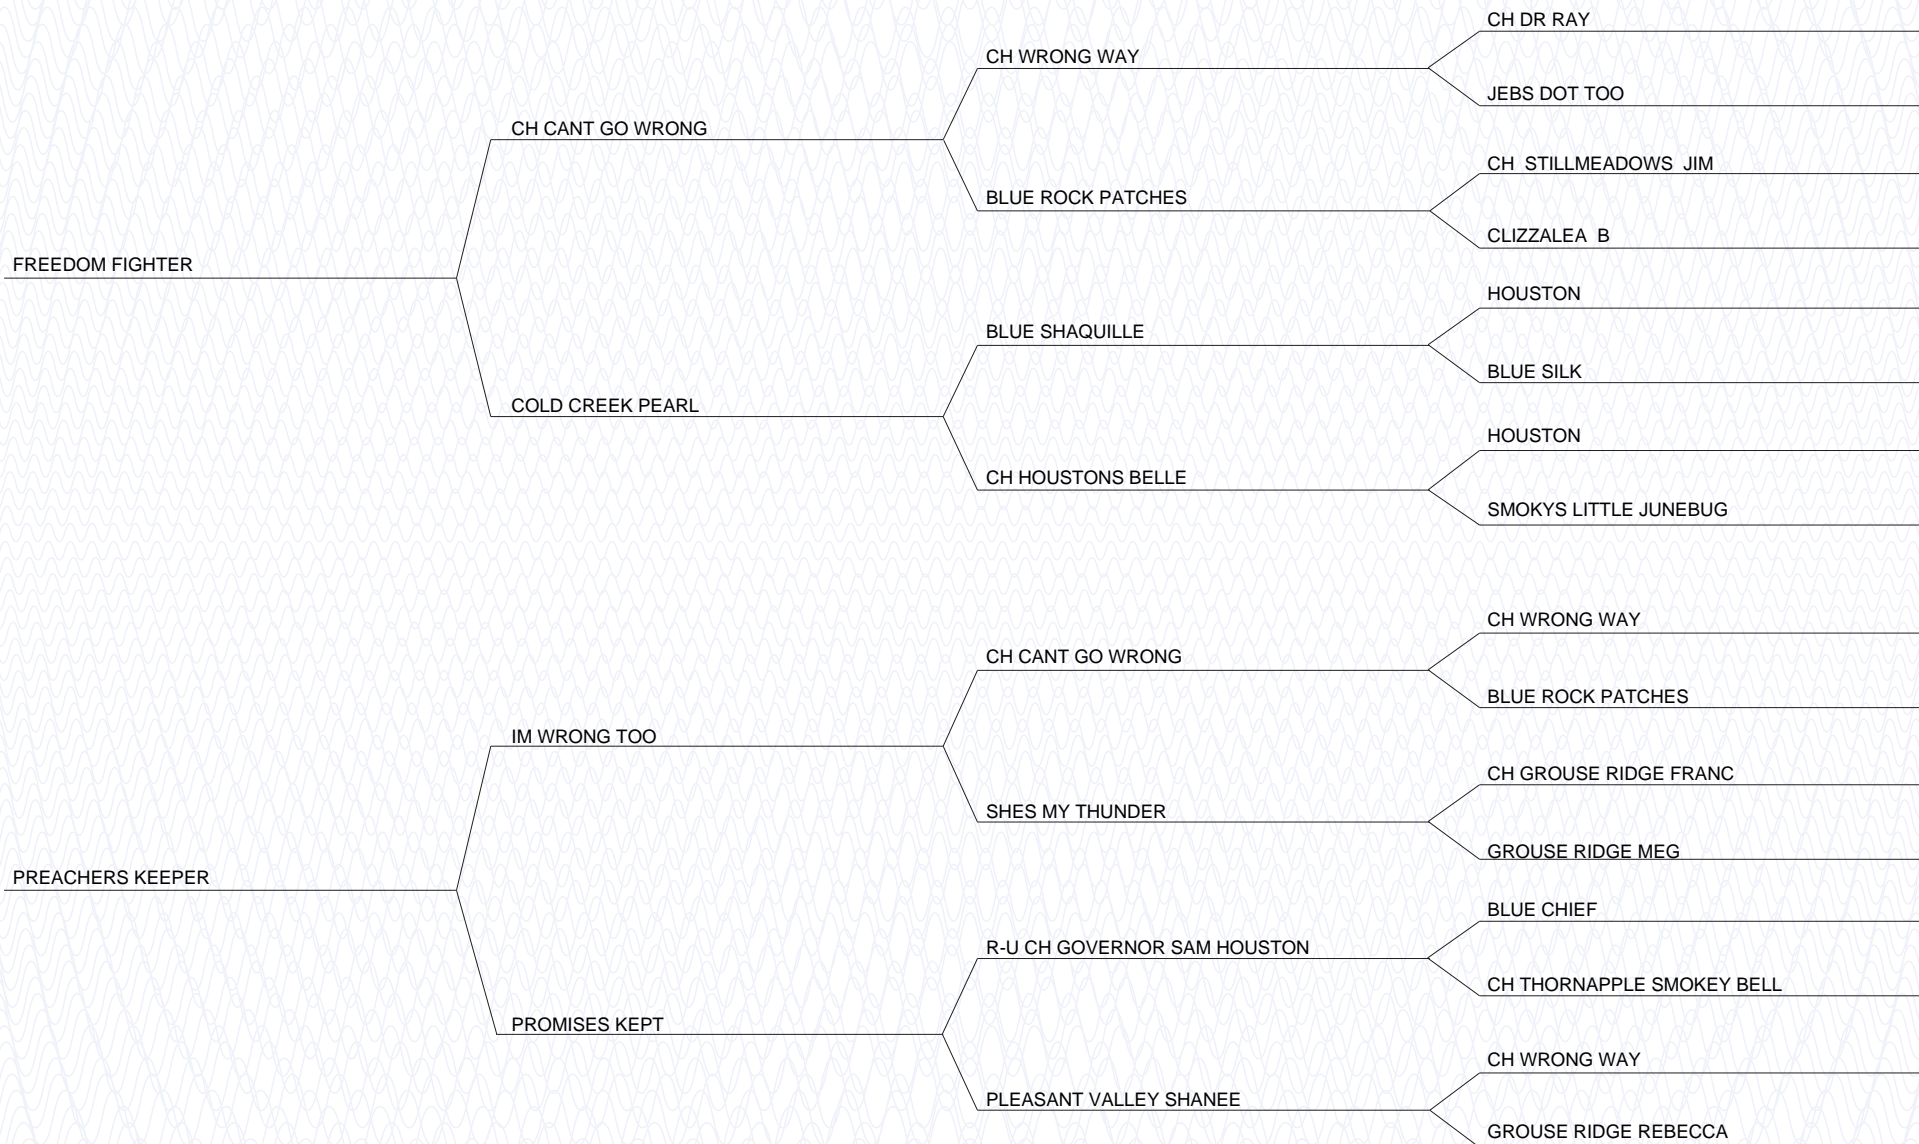 CH DR RAY
CH WRONG WAY
JEBS DOT TOO
CH CANT GO WRONG
CH  STILLMEADOWS  JIM
BLUE ROCK PATCHES
CLIZZALEA  B
FREEDOM FIGHTER
HOUSTON
BLUE SHAQUILLE
BLUE SILK
COLD CREEK PEARL
HOUSTON
CH HOUSTONS BELLE
SMOKYS LITTLE JUNEBUG
CH WRONG WAY
CH CANT GO WRONG
BLUE ROCK PATCHES
IM WRONG TOO
CH GROUSE RIDGE FRANC
SHES MY THUNDER
GROUSE RIDGE MEG
PREACHERS KEEPER
BLUE CHIEF
R-U CH GOVERNOR SAM HOUSTON
CH THORNAPPLE SMOKEY BELL
PROMISES KEPT
CH WRONG WAY
PLEASANT VALLEY SHANEE
GROUSE RIDGE REBECCA